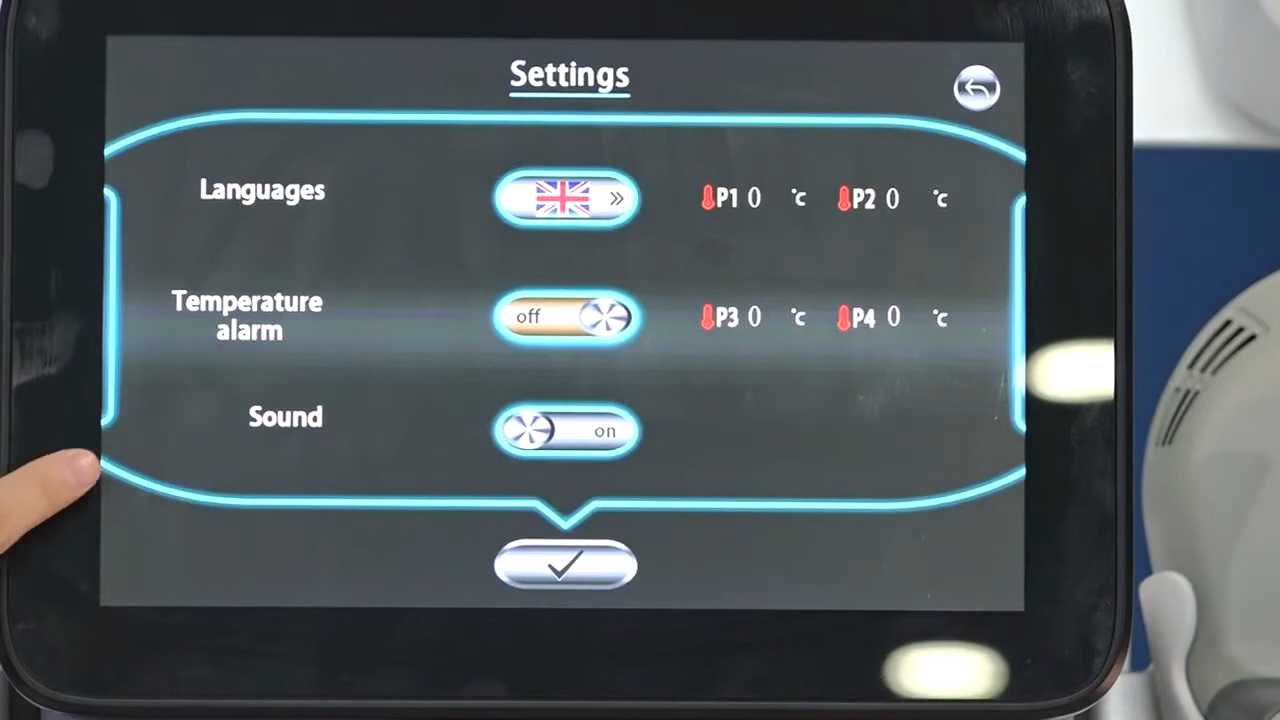 Settings
Languages
»
P1 0 °c P2 0 °c
Temperature
alarm
off
P3 0 °c P4 0 °c
Sound
on